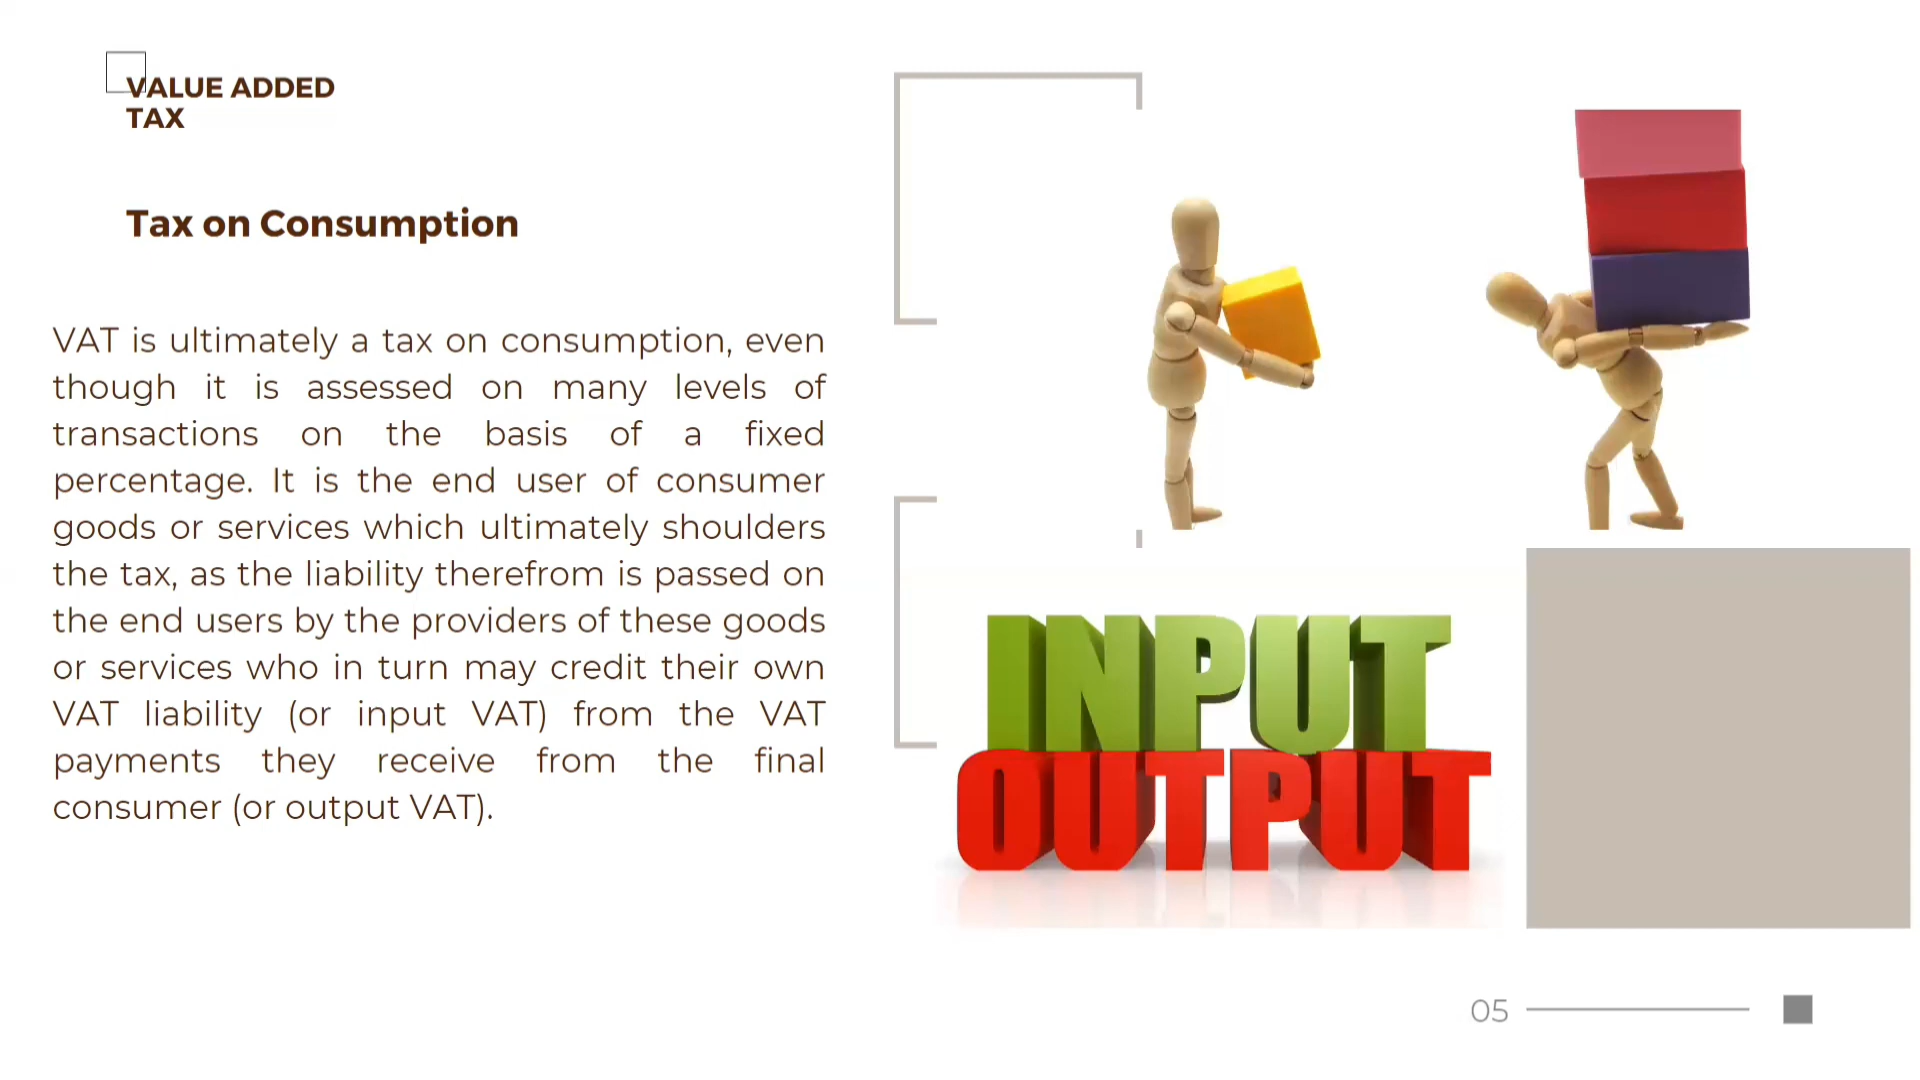 VALUE ADDED
TAX
Tax on Consumption
VAT is ultimately a tax on consumption, even
though it is assessed on many levels of
transactions on the basis of a fixed
percentage. It is the end user of consumer
goods or services which ultimately shoulders
the tax, as the liability therefrom is passed on
the end users by the providers of these goods
or services who in turn may credit their own
VAT liability (or input VAT) from the VAT
payments they receive from the final
consumer (or output VAT).
INPUT
OUTPUT
05